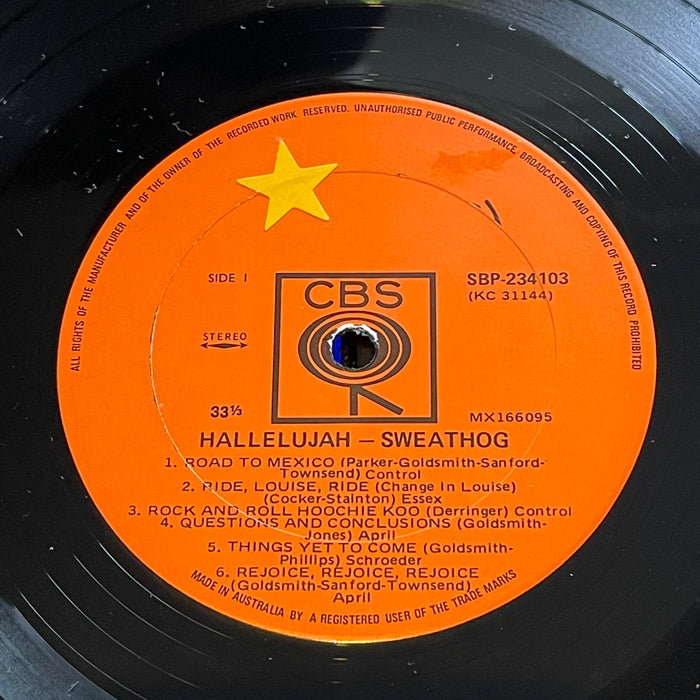 ALL RIGHTS OF THE MANUFACTURER AND OF THE OWNER OF THE RECORDED WORK RESERVED. UNAUTHORISED PUBLIC PERFORMANCE, BROADCASTING AND COPYING OF THIS RECORD PROHIBITED
SIDE 1
CBS
SBP-234103
(KC 31144)
STEREO
33⅓
MX166095
HALLELUJAH — SWEATHOG
1. ROAD TO MEXICO (Parker-Goldsmith-Sanford-
Townsend) Control
2. RIDE, LOUISE, RIDE (Change In Louise)
(Cocker-Stainton) Essex
3. ROCK AND ROLL HOOCHIE KOO (Derringer) Control
4. QUESTIONS AND CONCLUSIONS (Goldsmith-
Jones) April
5. THINGS YET TO COME (Goldsmith-
Phillips) Schroeder
6. REJOICE, REJOICE, REJOICE
(Goldsmith-Sanford-Townsend)
April
MADE IN AUSTRALIA BY A REGISTERED USER OF THE TRADE MARKS